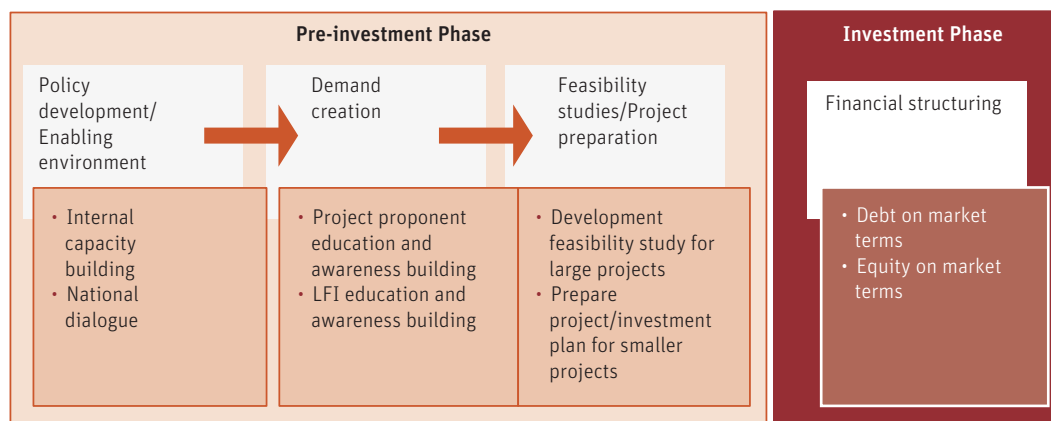 Pre-investment Phase
Policy
development/
Enabling
environment
Demand
creation
Feasibility
studies/Project
preparation
• Internal
capacity
building
• National
dialogue
• Project proponent
education and
awareness building
• LFI education and
awareness building
• Development
feasibility study for
large projects
• Prepare
project/investment
plan for smaller
projects
Investment Phase
Financial structuring
• Debt on market
terms
• Equity on market
terms